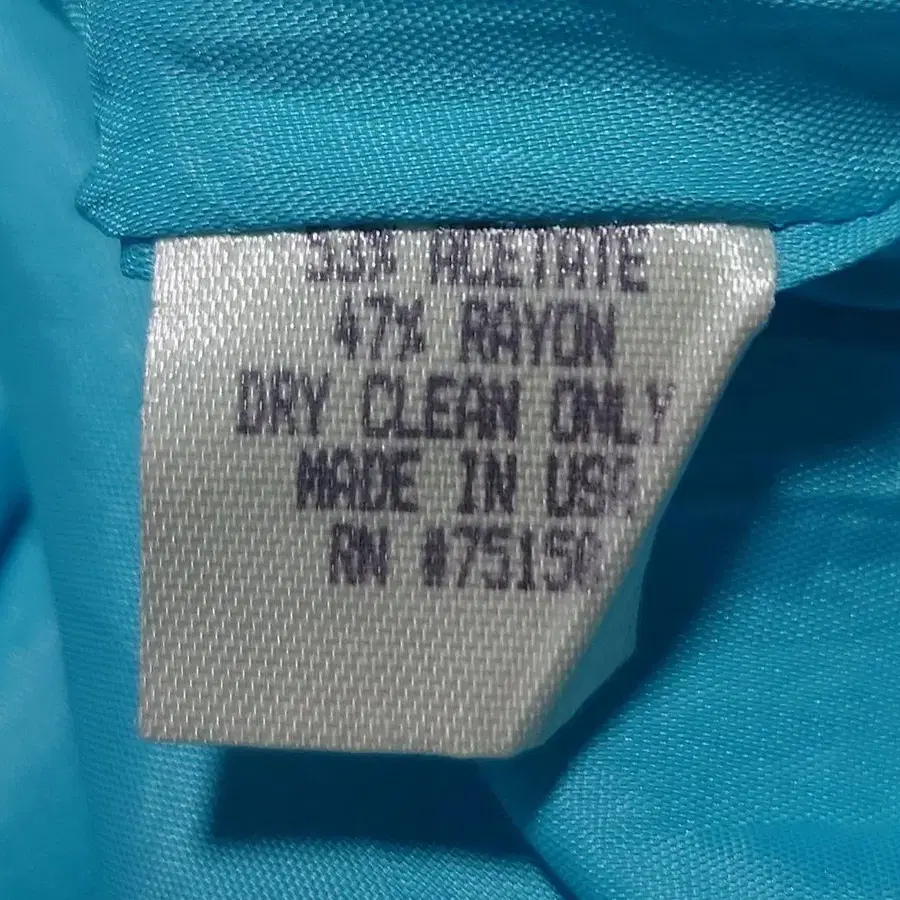 53% ACETATE
47% RAYON
DRY CLEAN ONLY
MADE IN USA
RN #75150